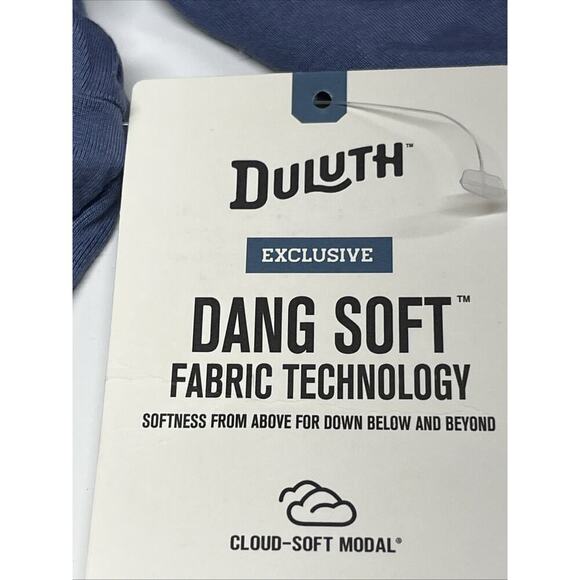 DULUTH™
EXCLUSIVE
DANG SOFT™
FABRIC TECHNOLOGY
SOFTNESS FROM ABOVE FOR DOWN BELOW AND BEYOND
CLOUD-SOFT MODAL®